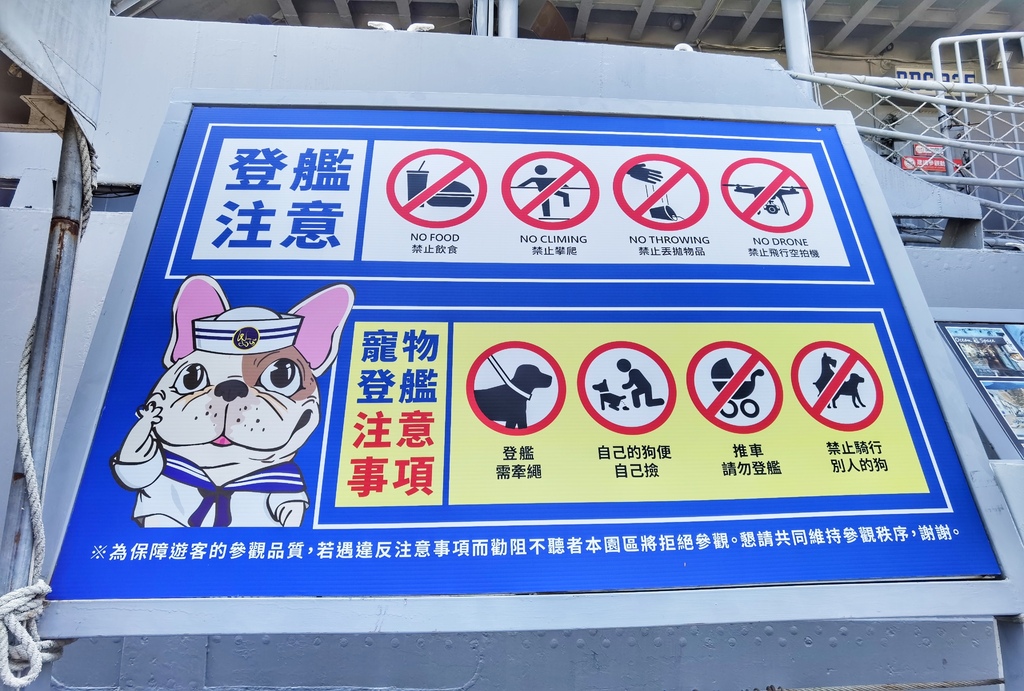 登艦
注意
NO FOOD
禁止飲食
NO CLIMING
禁止攀爬
NO THROWING
禁止丟拋物品
NO DRONE
禁止飛行空拍機
寵物
登艦
注意
事項
登艦
需牽繩
自己的狗便
自己撿
推車
請勿登艦
禁止騎行
別人的狗
※為保障遊客的參觀品質,若遇違反注意事項而勸阻不聽者本園區將拒絕參觀。懇請共同維持參觀秩序,謝謝。